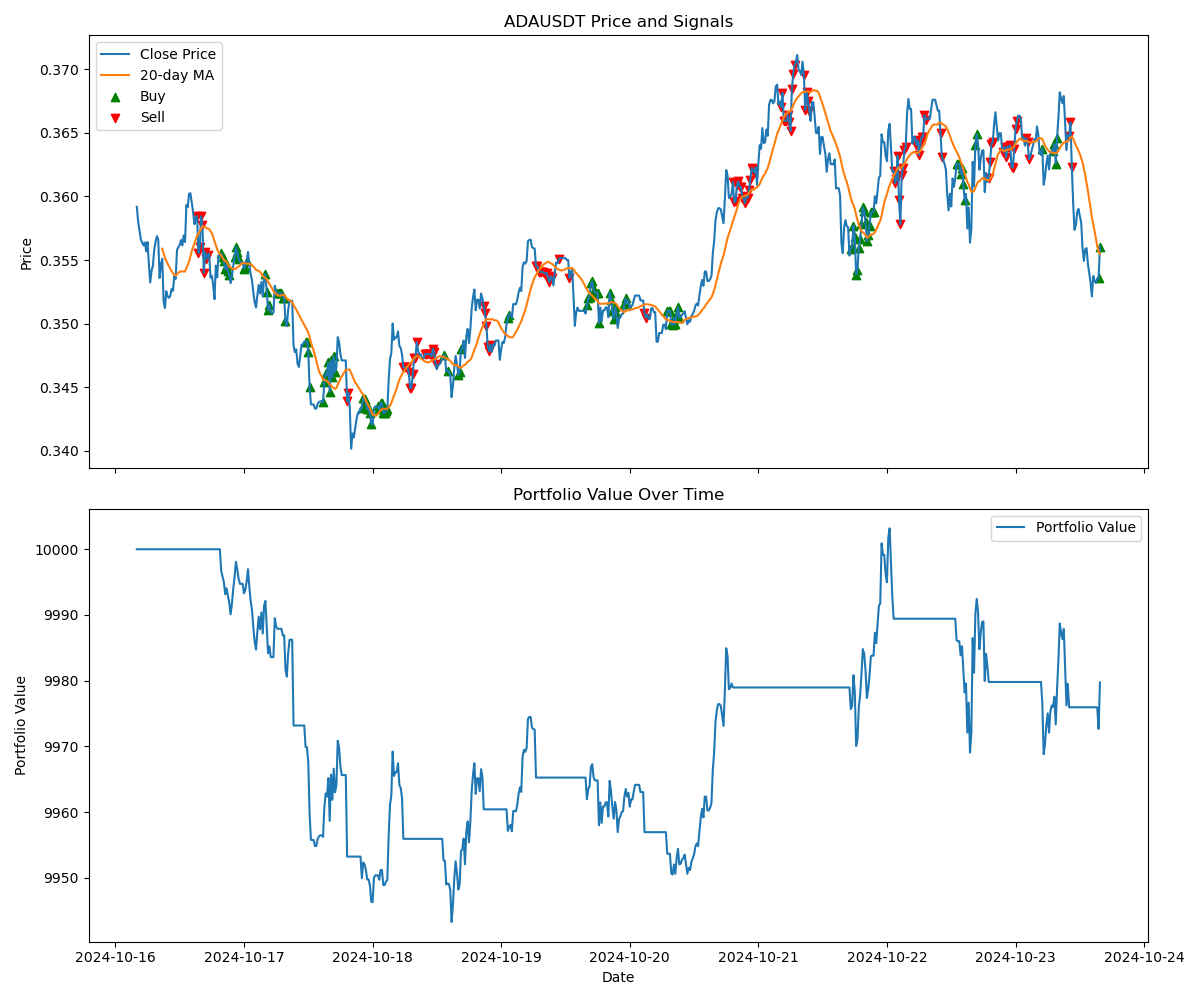 ADAUSDT Price and Signals
Close Price
20-day MA
Buy
Sell
0.370
0.365
0.360
0.355
0.350
0.345
0.340
Price
Portfolio Value Over Time
Portfolio Value
10000
9990
9980
9970
9960
9950
Portfolio Value
2024-10-16 2024-10-17 2024-10-18 2024-10-19 2024-10-20 2024-10-21 2024-10-22 2024-10-23 2024-10-24
Date